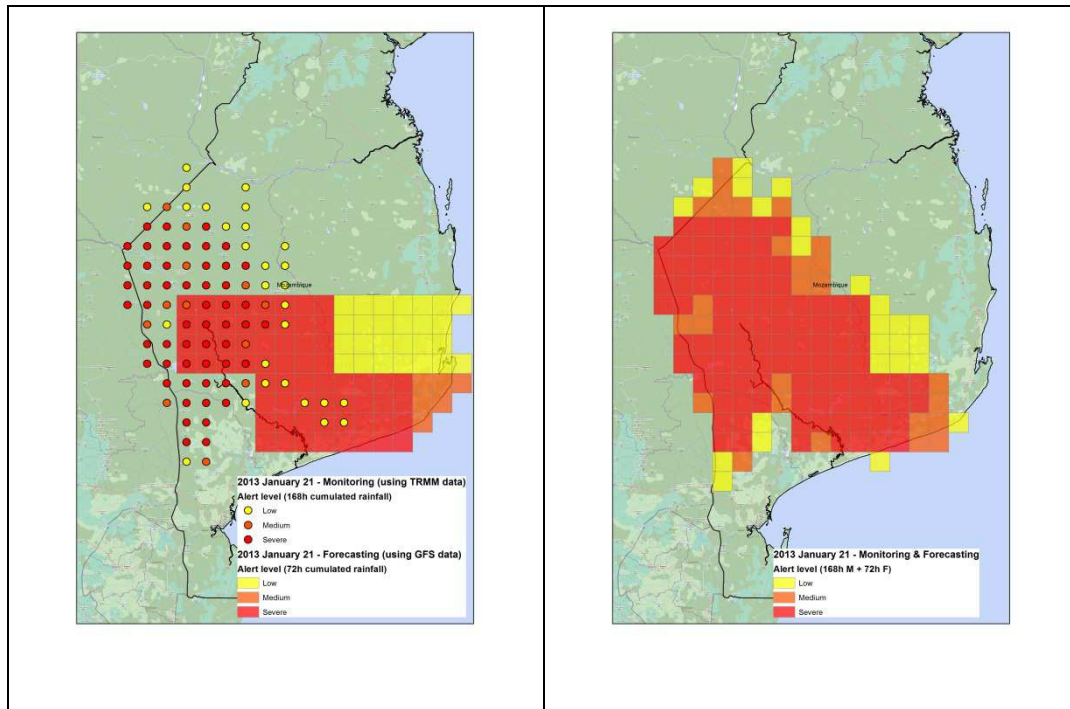 Mozambique
2013 January 21 - Monitoring (using TRMM data)
Alert level (168h cumulated rainfall)
Low
Medium
Severe
2013 January 21 - Forecasting (using GFS data)
Alert level (72h cumulated rainfall)
Low
Medium
Severe
Mozambique
2013 January 21 - Monitoring & Forecasting
Alert level (168h M + 72h F)
Low
Medium
Severe